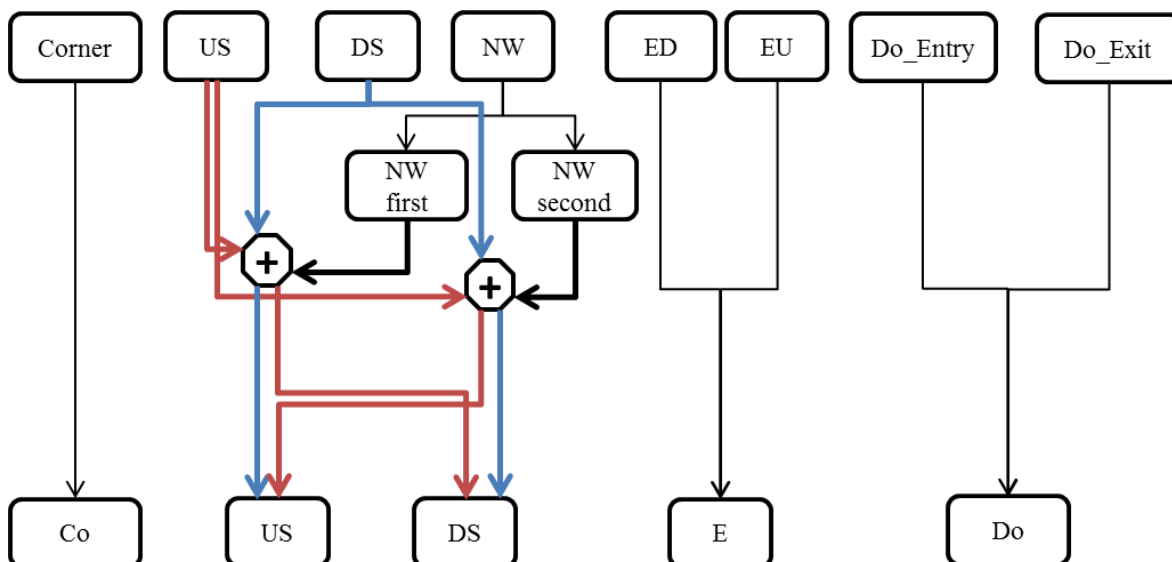 Corner
US
DS
NW
ED
EU
Do_Entry
Do_Exit
NW
first
NW
second
+
+
Co
US
DS
E
Do